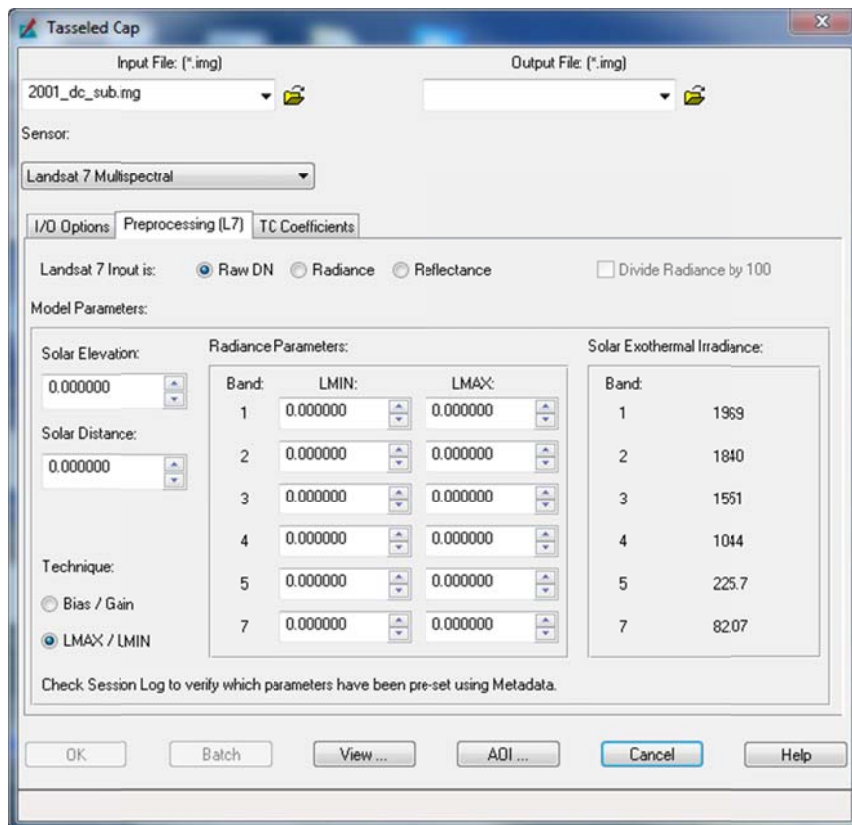 Tasseled Cap
Input File: (*.img) Output File: (*.img)
2001_dc_sub.img
Sensor:
Landsat 7 Multispectral
I/O Options Preprocessing (L7) TC Coefficients
Landsat 7 Input is: Raw DN Radiance Reflectance Divide Radiance by 100
Model Parameters:
Solar Elevation: Radiance Parameters: Solar Exothermal Irradiance:
0.000000 Band: LMIN: LMAX: Band:
1 0.000000 0.000000 1 1969
Solar Distance:
0.000000 2 0.000000 0.000000 2 1840
3 0.000000 0.000000 3 1551
4 0.000000 0.000000 4 1044
Technique:
5 0.000000 0.000000 5 225.7
Bias / Gain
7 0.000000 0.000000 7 82.07
LMAX / LMIN
Check Session Log to verify which parameters have been pre-set using Metadata.
OK Batch View ... AOI ... Cancel Help